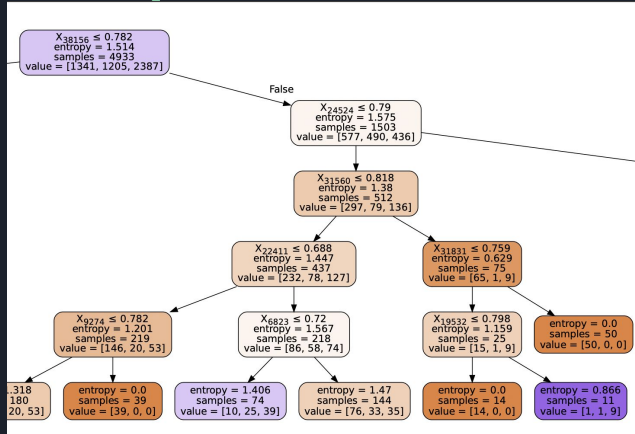 X38156 ≤ 0.782
entropy = 1.514
samples = 4933
value = [1341, 1205, 2387]
False
X24524 ≤ 0.79
entropy = 1.575
samples = 1503
value = [577, 490, 436]
X31560 ≤ 0.818
entropy = 1.38
samples = 512
value = [297, 79, 136]
X22411 ≤ 0.688
entropy = 1.447
samples = 437
value = [232, 78, 127]
X31831 ≤ 0.759
entropy = 0.629
samples = 75
value = [65, 1, 9]
X9274 ≤ 0.782
entropy = 1.201
samples = 219
value = [146, 20, 53]
X6823 ≤ 0.72
entropy = 1.567
samples = 218
value = [86, 58, 74]
X19532 ≤ 0.798
entropy = 1.159
samples = 25
value = [15, 1, 9]
entropy = 0.0
samples = 50
value = [50, 0, 0]
.318
180
20, 53]
entropy = 0.0
samples = 39
value = [39, 0, 0]
entropy = 1.406
samples = 74
value = [10, 25, 39]
entropy = 1.47
samples = 144
value = [76, 33, 35]
entropy = 0.0
samples = 14
value = [14, 0, 0]
entropy = 0.866
samples = 11
value = [1, 1, 9]